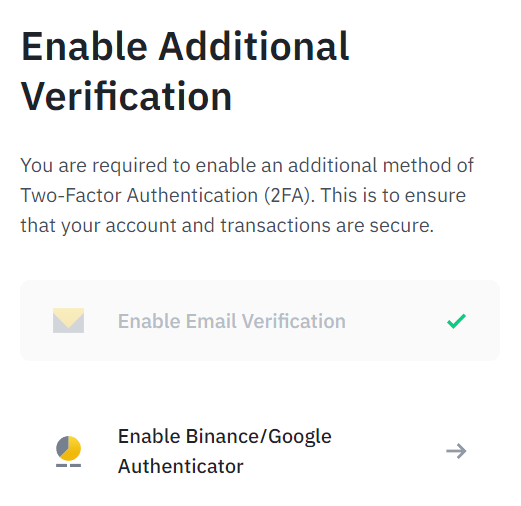 Enable Additional
Verification
You are required to enable an additional method of
Two-Factor Authentication (2FA). This is to ensure
that your account and transactions are secure.
Enable Email Verification
Enable Binance/Google
Authenticator